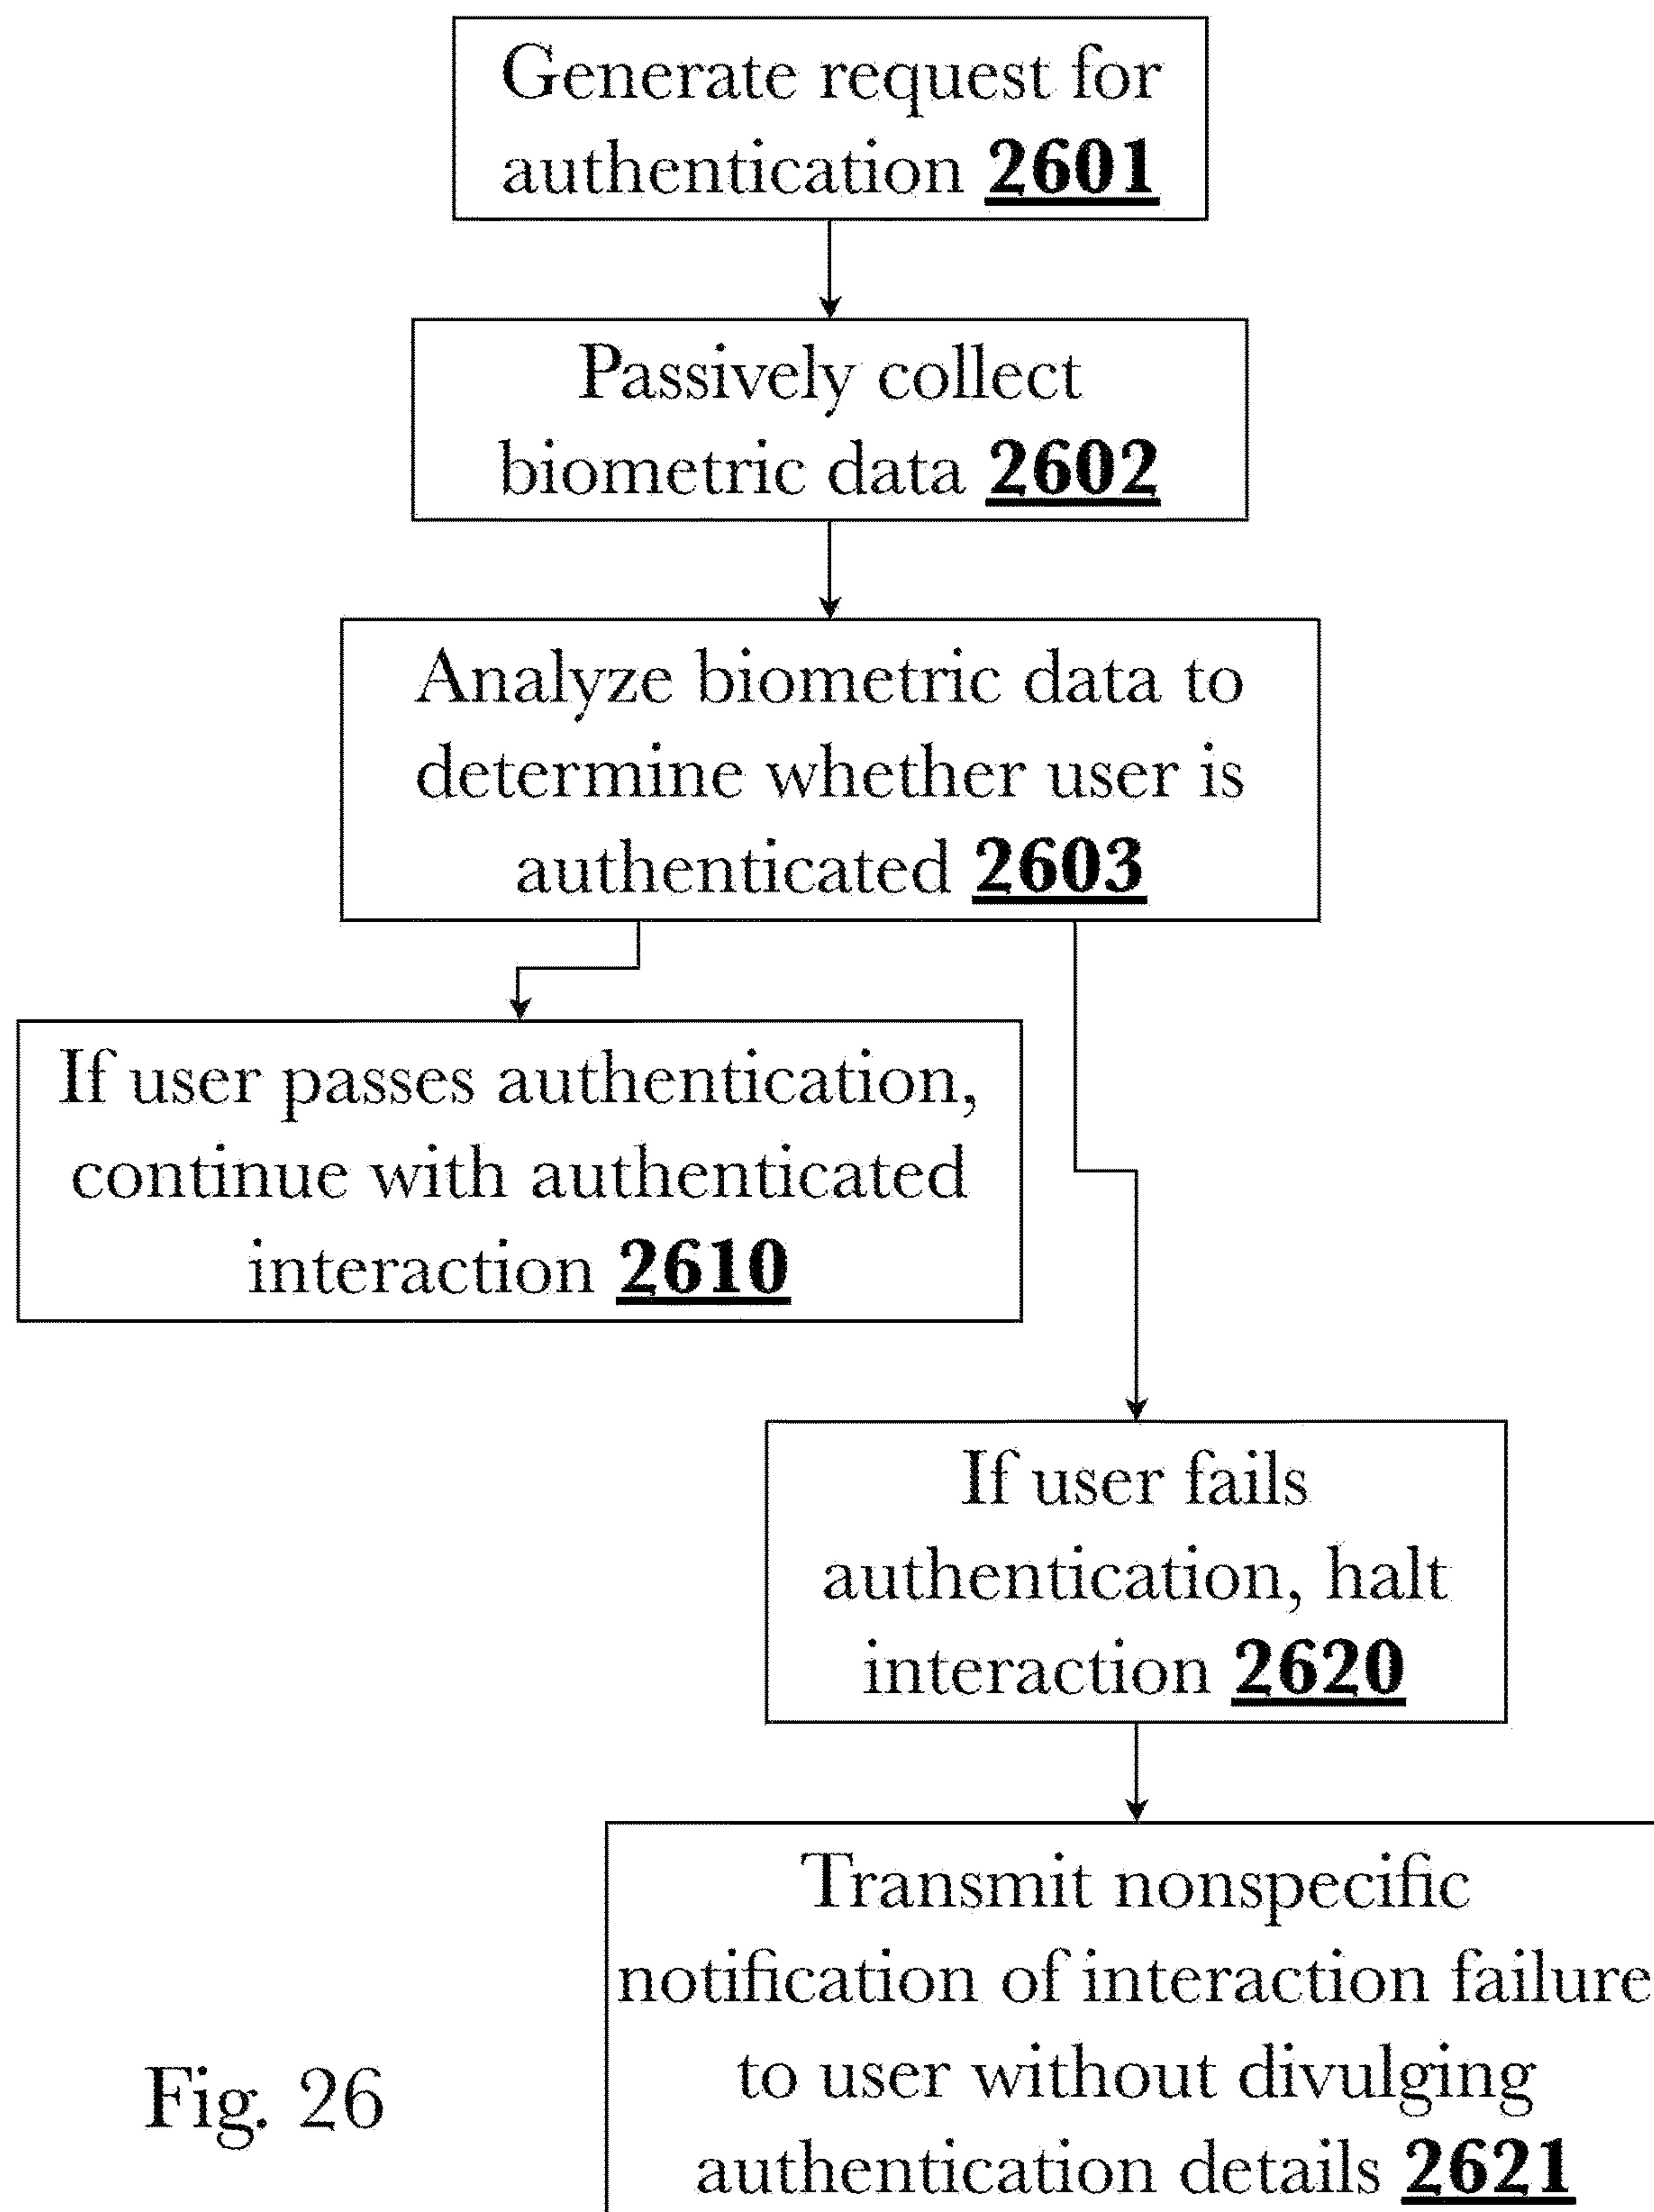 Generate request for
authentication 2601
Passively collect
biometric data 2602
Analyze biometric data to
determine whether user is
authenticated 2603
If user passes authentication,
continue with authenticated
interaction 2610
If user fails
authentication, halt
interaction 2620
Transmit nonspecific
notification of interaction failure
to user without divulging
authentication details 2621
Fig. 26